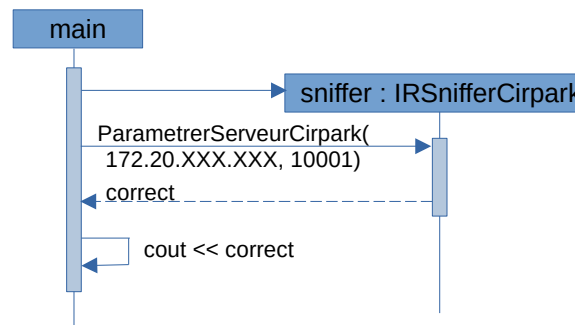 main
sniffer : IRSnifferCirpark
ParametrerServeurCirpark(
172.20.XXX.XXX, 10001)
correct
cout << correct